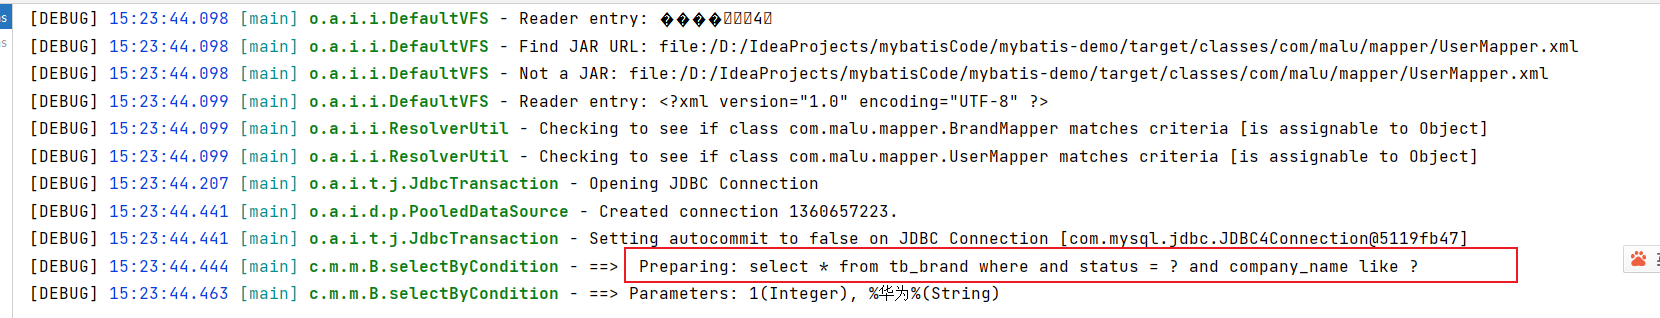 [DEBUG] 15:23:44.098 [main] o.a.i.i.DefaultVFS - Reader entry: ����4
[DEBUG] 15:23:44.098 [main] o.a.i.i.DefaultVFS - Find JAR URL: file:/D:/IdeaProjects/mybatisCode/mybatis-demo/target/classes/com/malu/mapper/UserMapper.xml
[DEBUG] 15:23:44.098 [main] o.a.i.i.DefaultVFS - Not a JAR: file:/D:/IdeaProjects/mybatisCode/mybatis-demo/target/classes/com/malu/mapper/UserMapper.xml
[DEBUG] 15:23:44.099 [main] o.a.i.i.DefaultVFS - Reader entry: <?xml version="1.0" encoding="UTF-8" ?>
[DEBUG] 15:23:44.099 [main] o.a.i.i.ResolverUtil - Checking to see if class com.malu.mapper.BrandMapper matches criteria [is assignable to Object]
[DEBUG] 15:23:44.099 [main] o.a.i.i.ResolverUtil - Checking to see if class com.malu.mapper.UserMapper matches criteria [is assignable to Object]
[DEBUG] 15:23:44.207 [main] o.a.i.t.j.JdbcTransaction - Opening JDBC Connection
[DEBUG] 15:23:44.441 [main] o.a.i.d.p.PooledDataSource - Created connection 1360657223.
[DEBUG] 15:23:44.441 [main] o.a.i.t.j.JdbcTransaction - Setting autocommit to false on JDBC Connection [com.mysql.jdbc.JDBC4Connection@5119fb47]
[DEBUG] 15:23:44.444 [main] c.m.m.B.selectByCondition - ==>  Preparing: select * from tb_brand where and status = ? and company_name like ?
[DEBUG] 15:23:44.463 [main] c.m.m.B.selectByCondition - ==> Parameters: 1(Integer), %华为%(String)